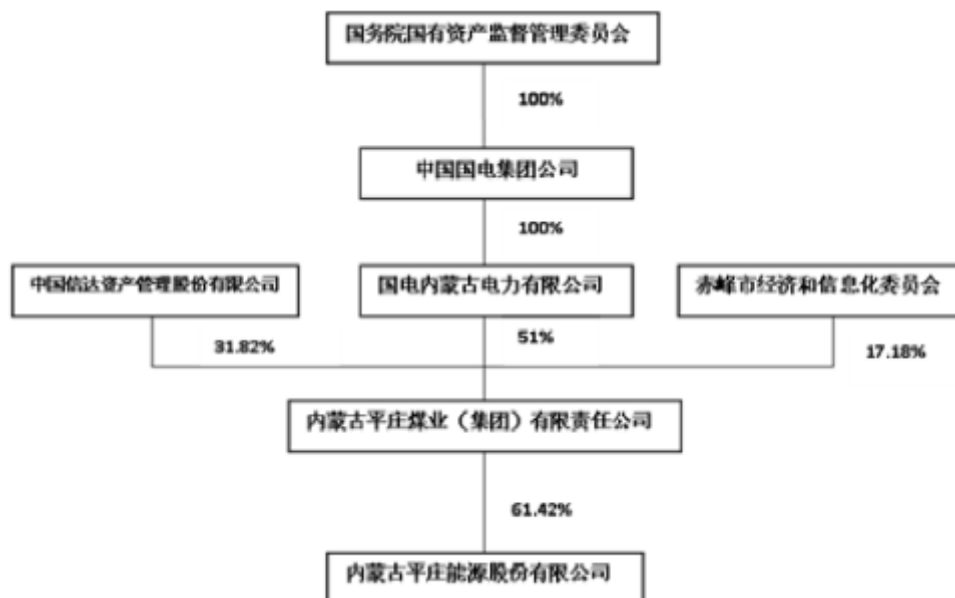 国务院国有资产监督管理委员会
100%
中国国电集团公司
100%
中国信达资产管理股份有限公司
国电内蒙古电力有限公司
赤峰市经济和信息化委员会
31.82%
51%
17.18%
内蒙古平庄煤业（集团）有限责任公司
61.42%
内蒙古平庄能源股份有限公司